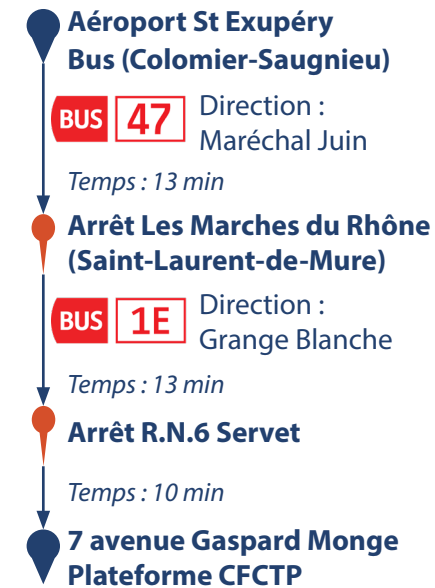 Aéroport St Exupéry
Bus (Colomier-Saugnieu)
BUS 47 Direction :
Maréchal Juin
Temps : 13 min
Arrêt Les Marches du Rhône
(Saint-Laurent-de-Mure)
BUS 1E Direction :
Grange Blanche
Temps : 13 min
Arrêt R.N.6 Servet
Temps : 10 min
7 avenue Gaspard Monge
Plateforme CFCTP